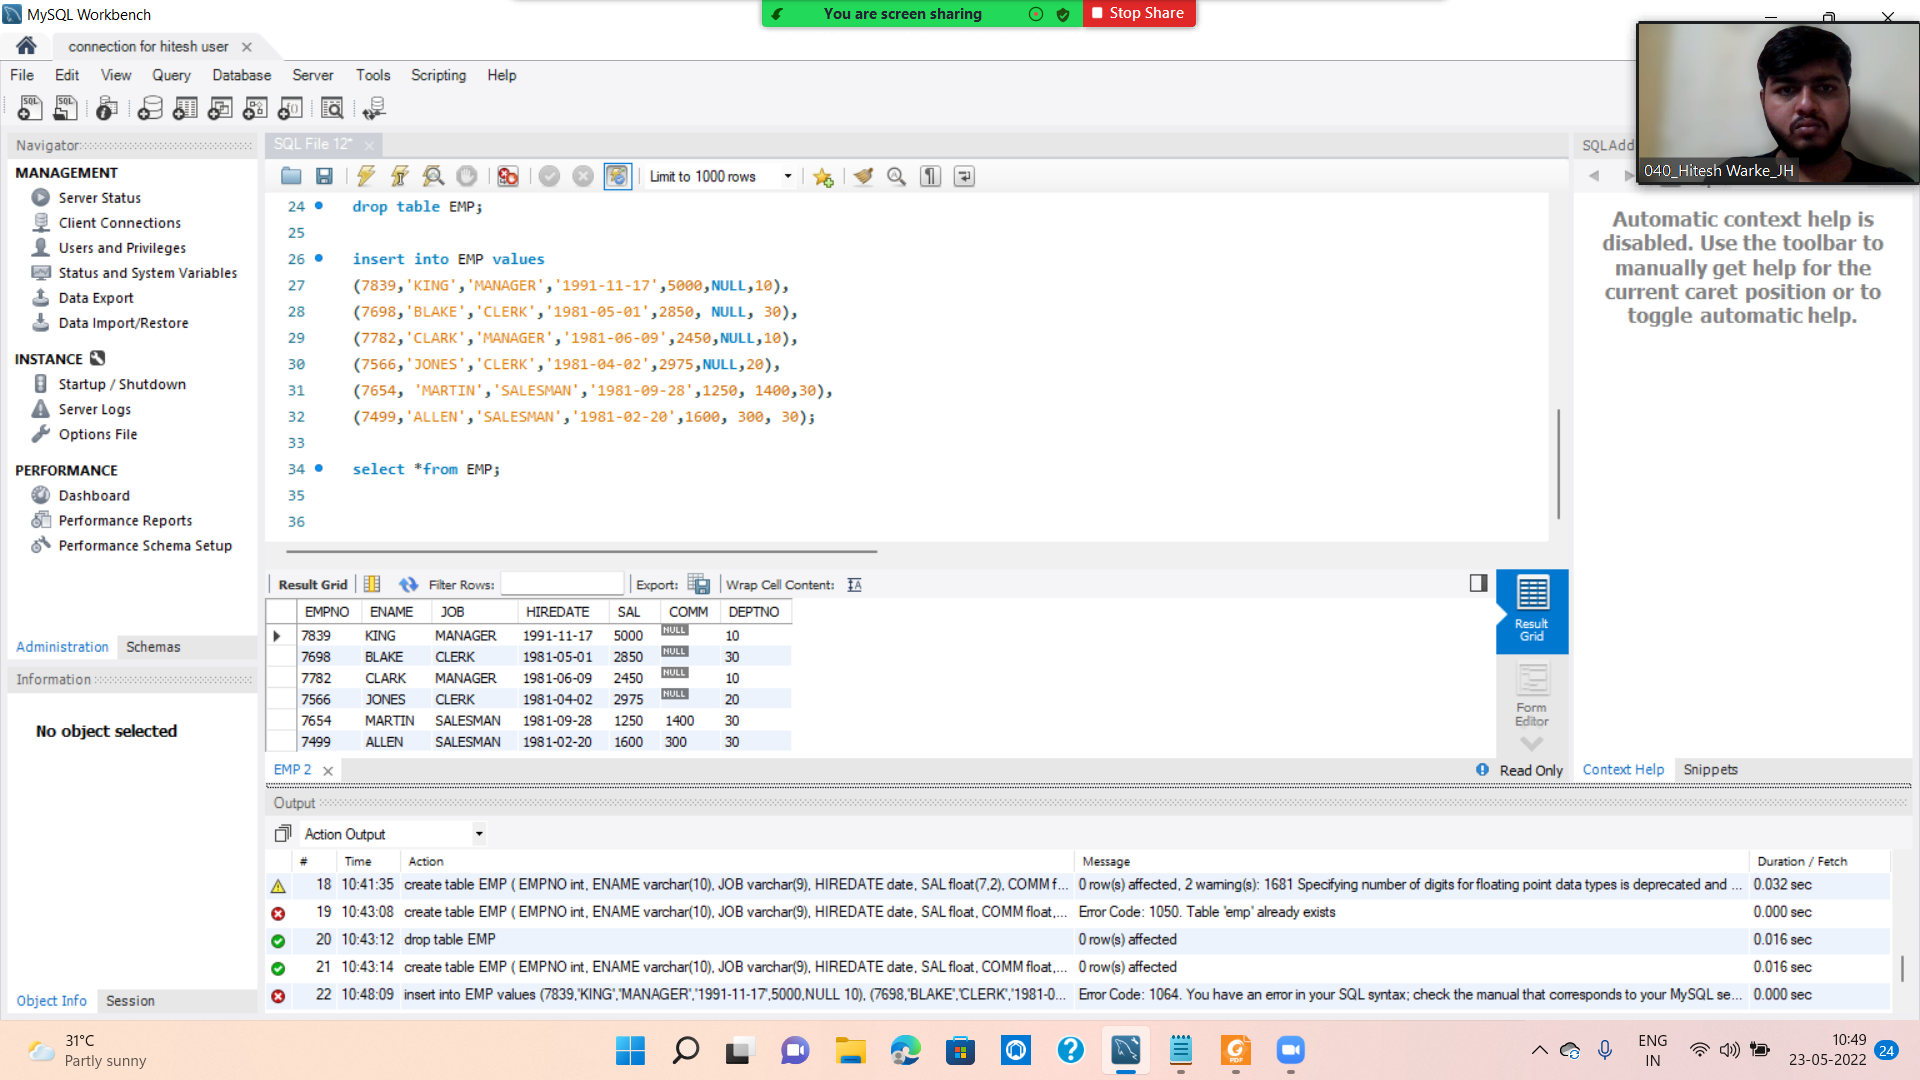 MySQL Workbench
You are screen sharing
Stop Share
connection for hitesh user
File Edit View Query Database Server Tools Scripting Help
040_Hitesh Warke_JH
Navigator
MANAGEMENT
Server Status
Client Connections
Users and Privileges
Status and System Variables
Data Export
Data Import/Restore
INSTANCE
Startup / Shutdown
Server Logs
Options File
PERFORMANCE
Dashboard
Performance Reports
Performance Schema Setup
Administration Schemas
Information
No object selected
Object Info Session
SQL File 12*
Limit to 1000 rows
24 drop table EMP;
25
26 insert into EMP values
27 (7839,'KING','MANAGER','1991-11-17',5000,NULL,10),
28 (7698,'BLAKE','CLERK','1981-05-01',2850, NULL, 30),
29 (7782,'CLARK','MANAGER','1981-06-09',2450,NULL,10),
30 (7566,'JONES','CLERK','1981-04-02',2975,NULL,20),
31 (7654, 'MARTIN','SALESMAN','1981-09-28',1250, 1400,30),
32 (7499,'ALLEN','SALESMAN','1981-02-20',1600, 300, 30);
33
34 select *from EMP;
35
36
Result Grid Filter Rows: Export: Wrap Cell Content:
EMPNO ENAME JOB HIREDATE SAL COMM DEPTNO
7839 KING MANAGER 1991-11-17 5000 NULL 10
7698 BLAKE CLERK 1981-05-01 2850 NULL 30
7782 CLARK MANAGER 1981-06-09 2450 NULL 10
7566 JONES CLERK 1981-04-02 2975 NULL 20
7654 MARTIN SALESMAN 1981-09-28 1250 1400 30
7499 ALLEN SALESMAN 1981-02-20 1600 300 30
Result
Grid
Form
Editor
EMP 2
Read Only
SQLAdd
Automatic context help is
disabled. Use the toolbar to
manually get help for the
current caret position or to
toggle automatic help.
Context Help Snippets
Output
Action Output
# Time Action Message Duration / Fetch
18 10:41:35 create table EMP ( EMPNO int, ENAME varchar(10), JOB varchar(9), HIREDATE date, SAL float(7,2), COMM f... 0 row(s) affected, 2 warning(s): 1681 Specifying number of digits for floating point data types is deprecated and ... 0.032 sec
19 10:43:08 create table EMP ( EMPNO int, ENAME varchar(10), JOB varchar(9), HIREDATE date, SAL float, COMM float,... Error Code: 1050. Table 'emp' already exists 0.000 sec
20 10:43:12 drop table EMP 0 row(s) affected 0.016 sec
21 10:43:14 create table EMP ( EMPNO int, ENAME varchar(10), JOB varchar(9), HIREDATE date, SAL float, COMM float,... 0 row(s) affected 0.016 sec
22 10:48:09 insert into EMP values (7839,'KING','MANAGER','1991-11-17',5000,NULL 10), (7698,'BLAKE','CLERK','1981-0... Error Code: 1064. You have an error in your SQL syntax; check the manual that corresponds to your MySQL se... 0.000 sec
31°C
Partly sunny
ENG
IN
10:49
23-05-2022
24